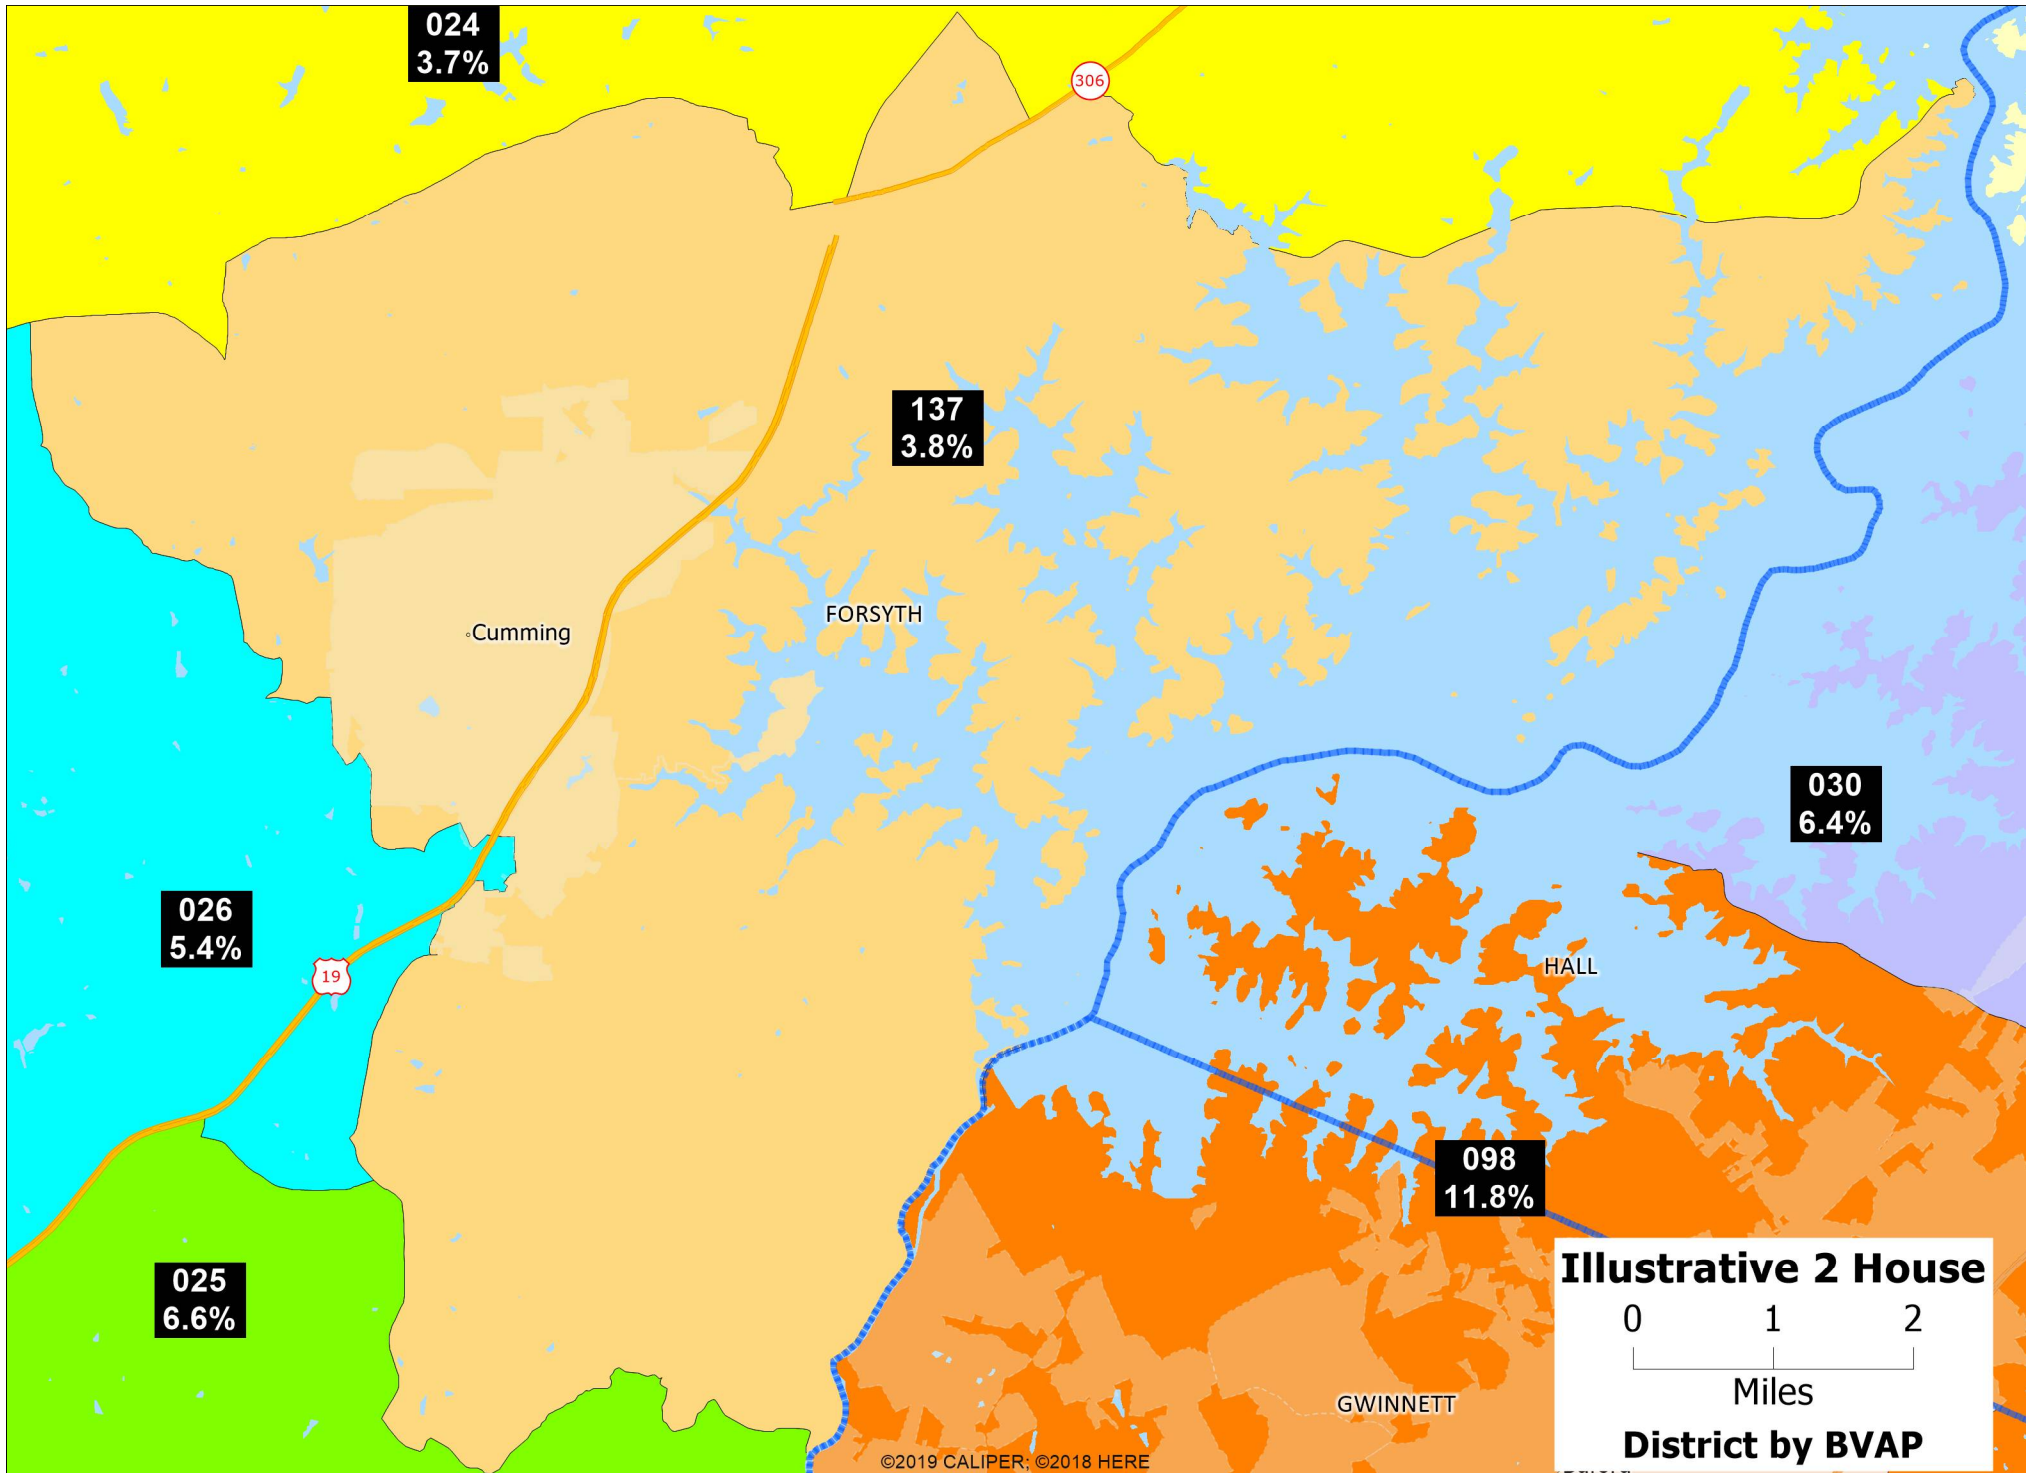 024
3.7%
306
137
3.8%
FORSYTH
Cumming
030
6.4%
026
5.4%
HALL
19
098
11.8%
025
6.6%
Illustrative 2 House
0 1 2
Miles
District by BVAP
GWINNETT
©2019 CALIPER; ©2018 HERE